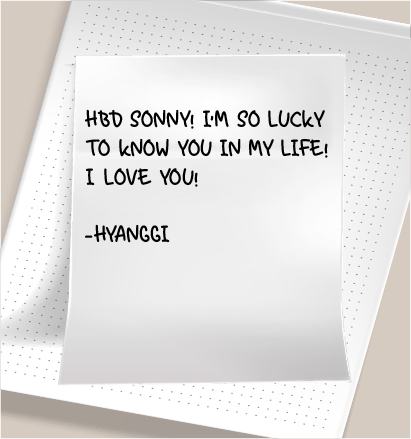 HBD SONNY! I'M SO LUCKY
TO KNOW YOU IN MY LIFE!
I LOVE YOU!
-HYANGGI